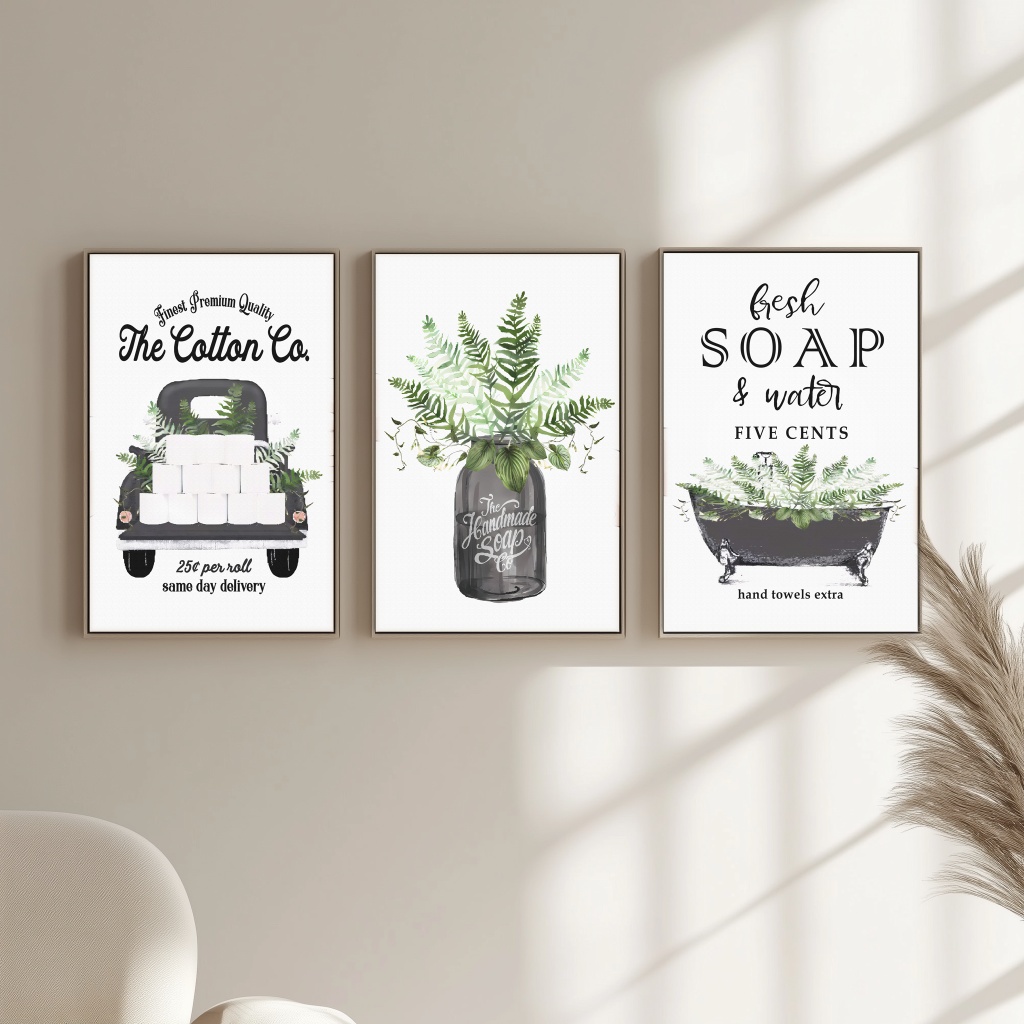 Finest Premium Quality
The Cotton Co.
25¢ per roll
same day delivery
The
Handmade
Soap
Co
fresh
SOAP
& water
FIVE CENTS
hand towels extra